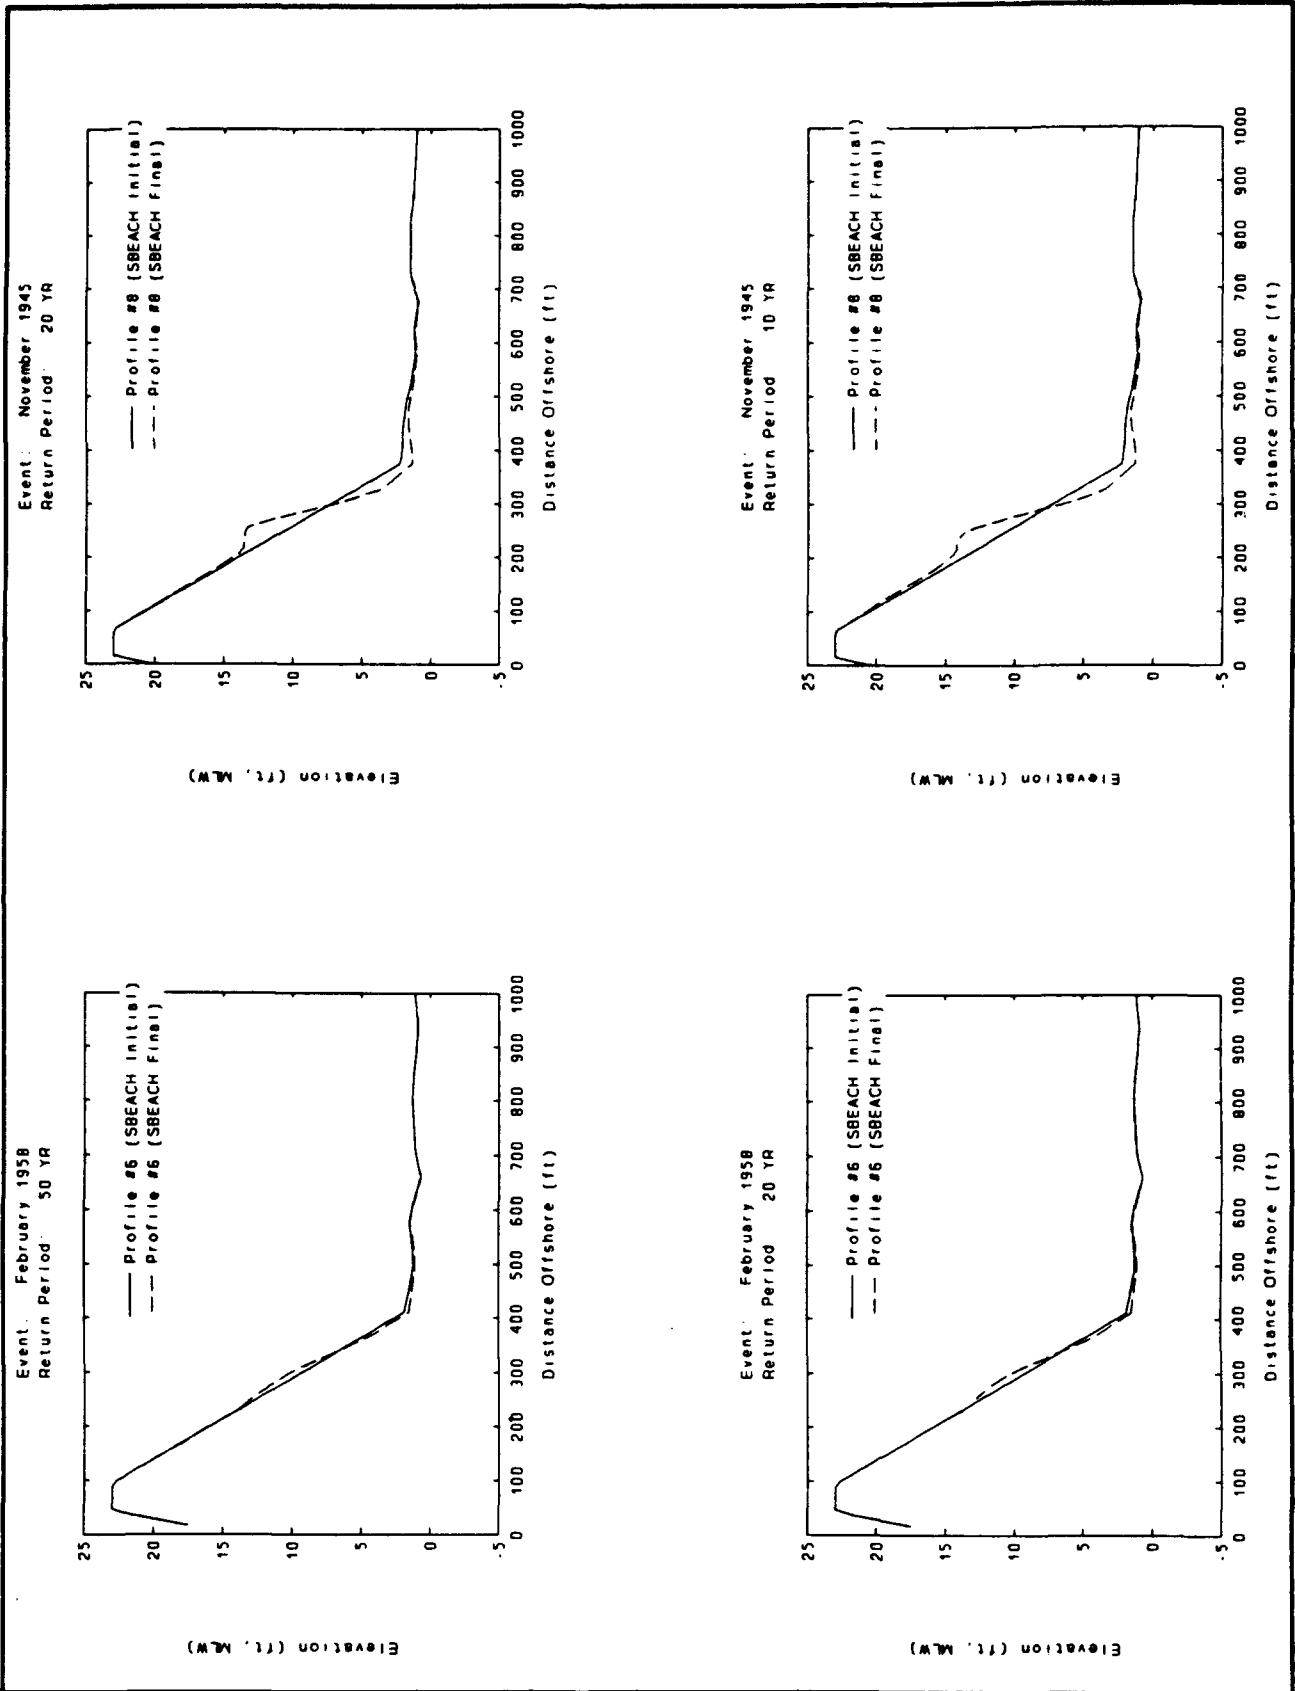 Event: February 1958
Return Period: 50 YR
Profile #6 (SBEACH Initial)
Profile #6 (SBEACH Final)
Elevation (ft, MLW)
25
20
15
10
5
0
-5
0 100 200 300 400 500 600 700 800 900 1000
Distance Offshore (ft)
Event: November 1945
Return Period: 20 YR
Profile #8 (SBEACH Initial)
Profile #8 (SBEACH Final)
Elevation (ft, MLW)
25
20
15
10
5
0
-5
0 100 200 300 400 500 600 700 800 900 1000
Distance Offshore (ft)
Event: February 1958
Return Period 20 YR
Profile #6 (SBEACH Initial)
Profile #6 (SBEACH Final)
Elevation (ft, MLW)
25
20
15
10
5
0
-5
0 100 200 300 400 500 600 700 800 900 1000
Distance Offshore (ft)
Event: November 1945
Return Period 10 YR
Profile #8 (SBEACH Initial)
Profile #8 (SBEACH Final)
Elevation (ft, MLW)
25
20
15
10
5
0
-5
0 100 200 300 400 500 600 700 800 900 1000
Distance Offshore (ft)